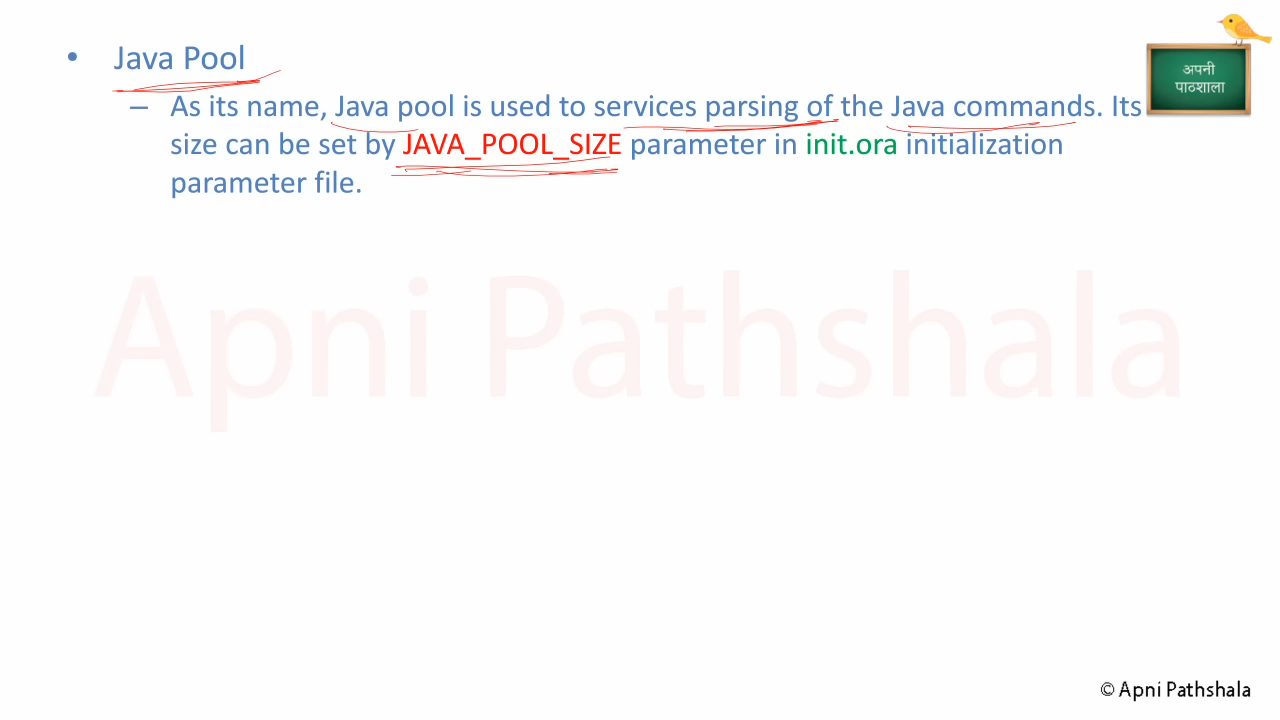 • Java Pool
अपनी
पाठशाला
– As its name, Java pool is used to services parsing of the Java commands. Its
size can be set by JAVA_POOL_SIZE parameter in init.ora initialization
parameter file.
Apni Pathshala
© Apni Pathshala